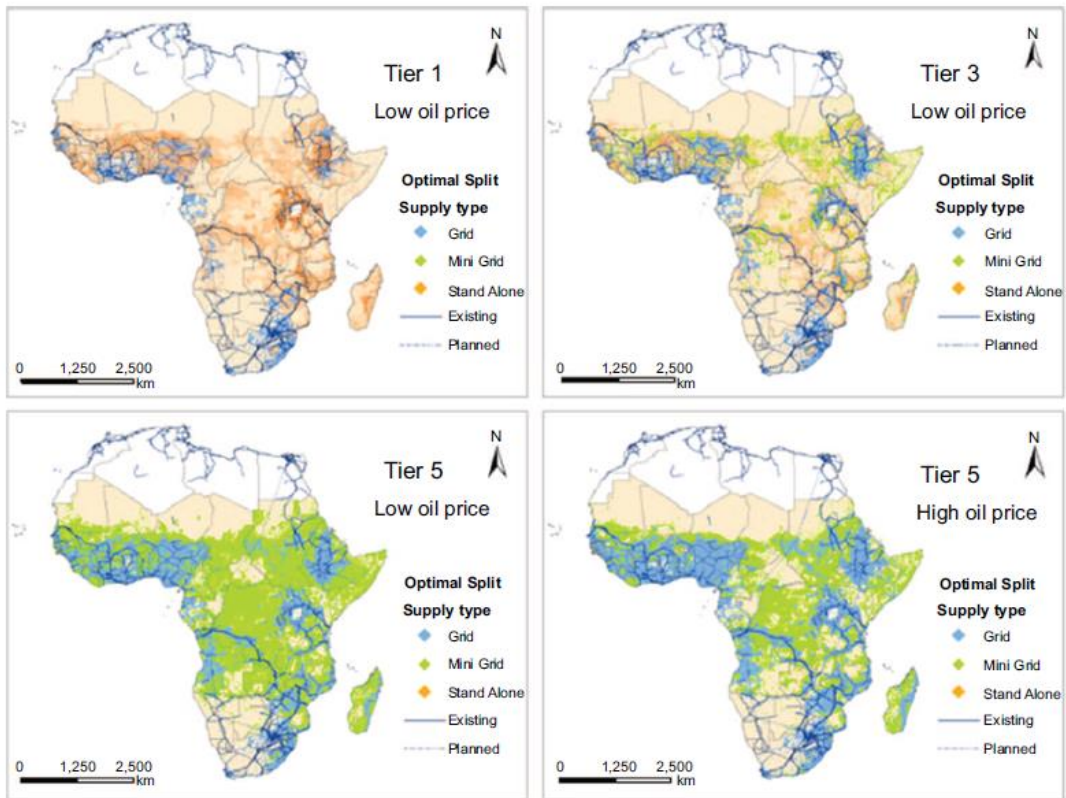 N
Tier 1
Low oil price
Optimal Split
Supply type
Grid
Mini Grid
Stand Alone
Existing
Planned
0 1,250 2,500
km
N
Tier 3
Low oil price
Optimal Split
Supply type
Grid
Mini Grid
Stand Alone
Existing
Planned
0 1,250 2,500
km
N
Tier 5
Low oil price
Optimal Split
Supply type
Grid
Mini Grid
Stand Alone
Existing
Planned
0 1,250 2,500
km
N
Tier 5
High oil price
Optimal Split
Supply type
Grid
Mini Grid
Stand Alone
Existing
Planned
0 1,250 2,500
km